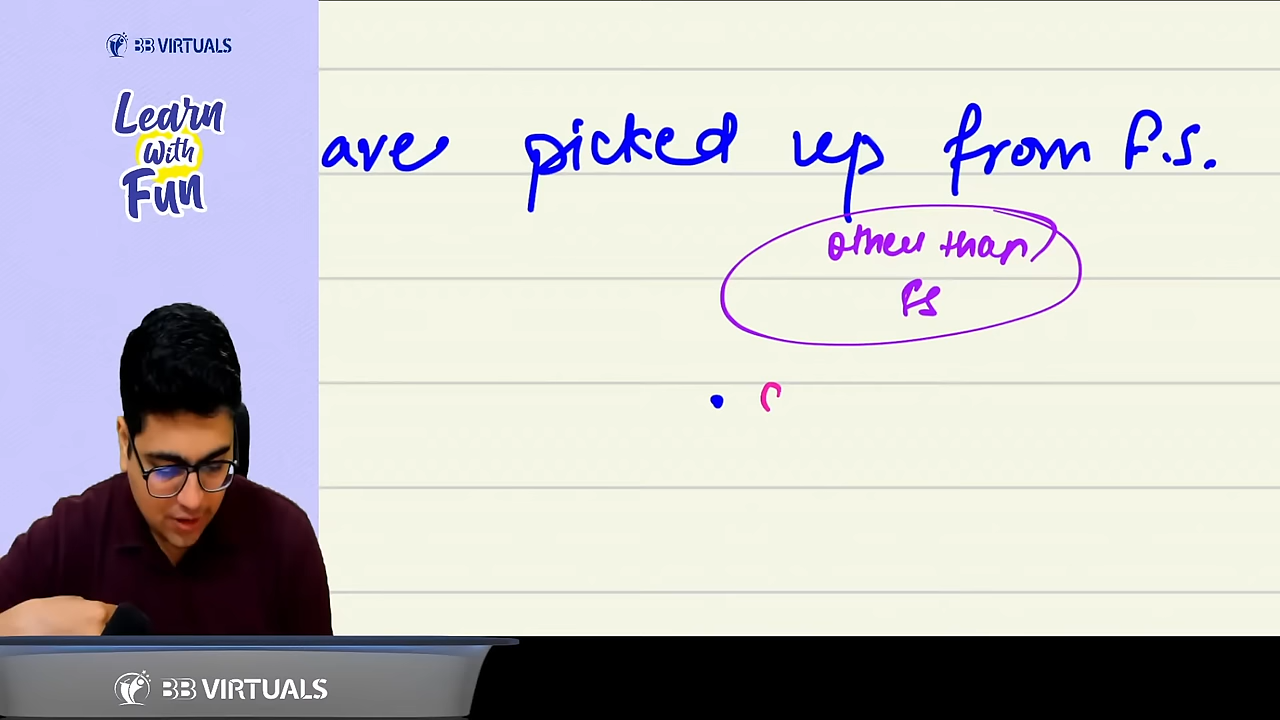 BB VIRTUALS
Learn
With
Fun
ave picked up from F.S.
other than
FS
BB VIRTUALS